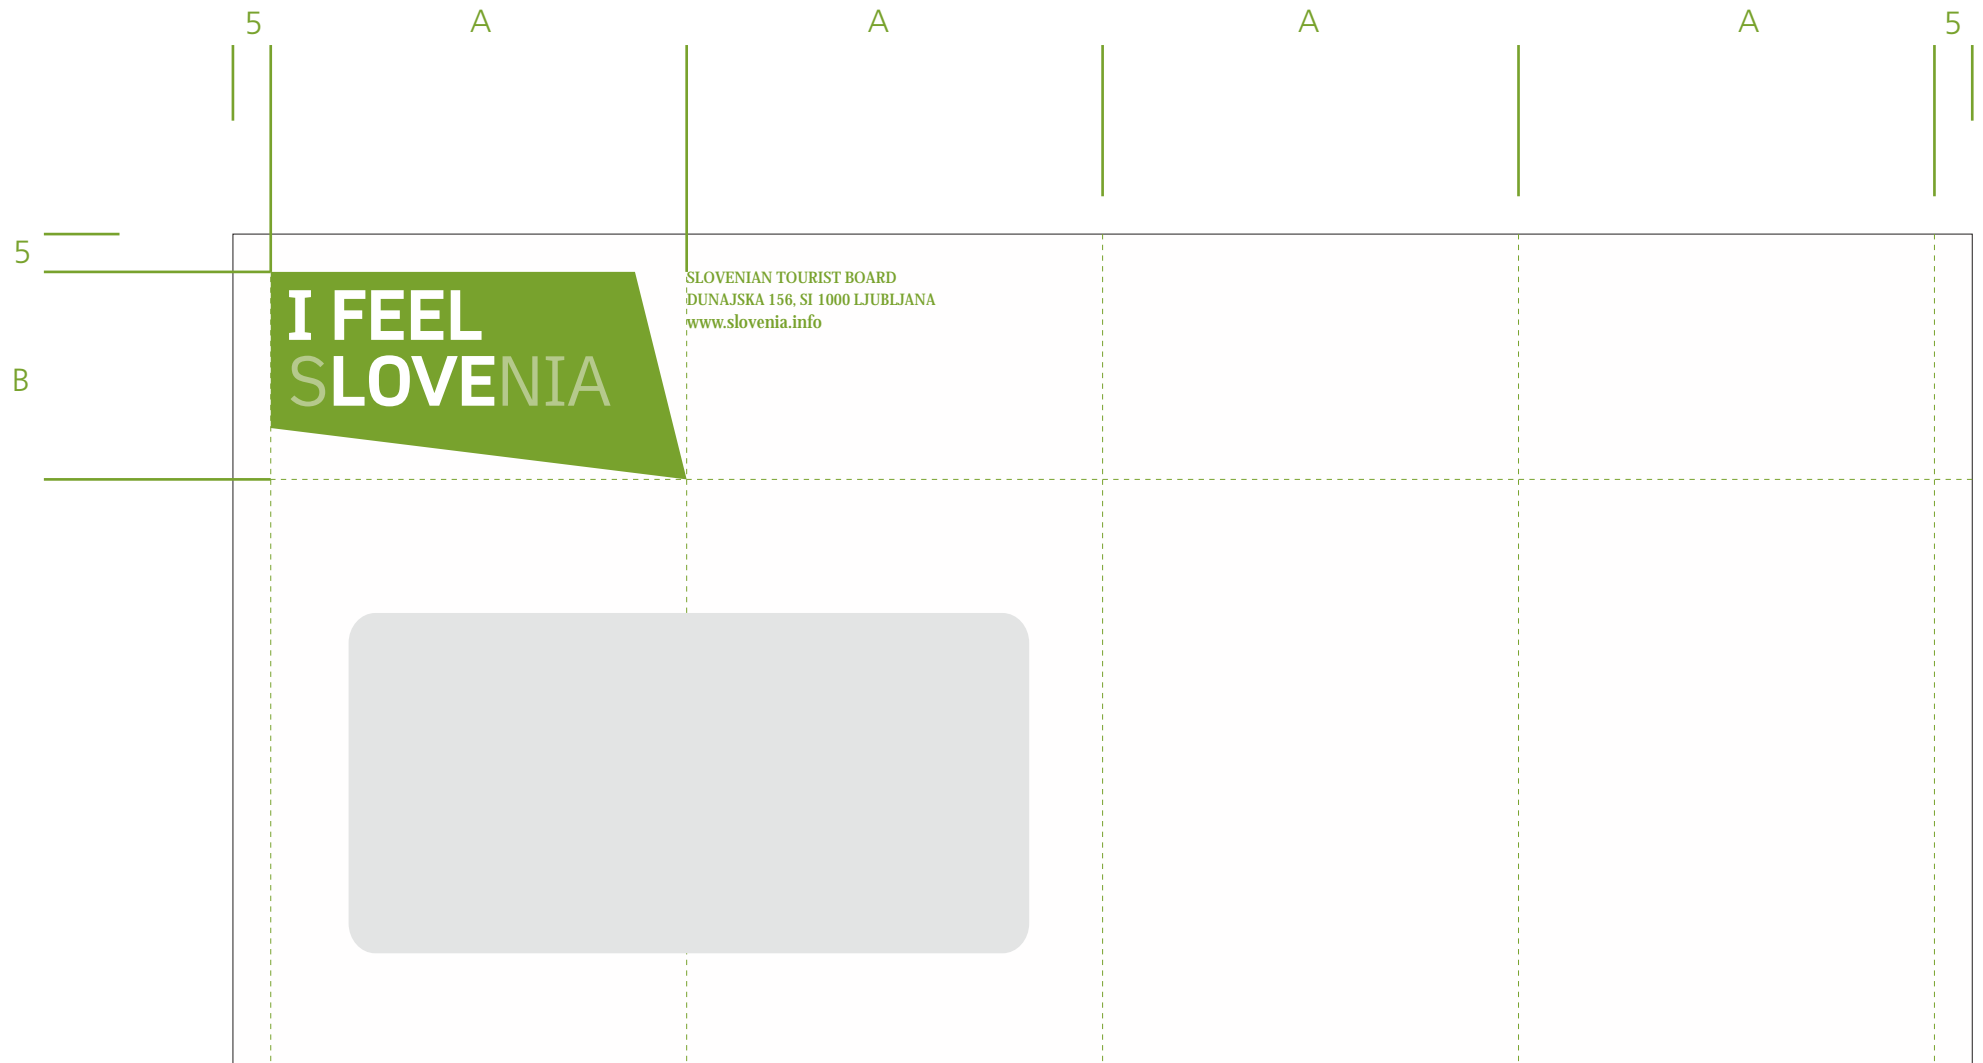 5 A A A A 5
5
I FEEL
SLOVENIA
SLOVENIAN TOURIST BOARD
DUNAJSKA 156, SI 1000 LJUBLJANA
www.slovenia.info
B